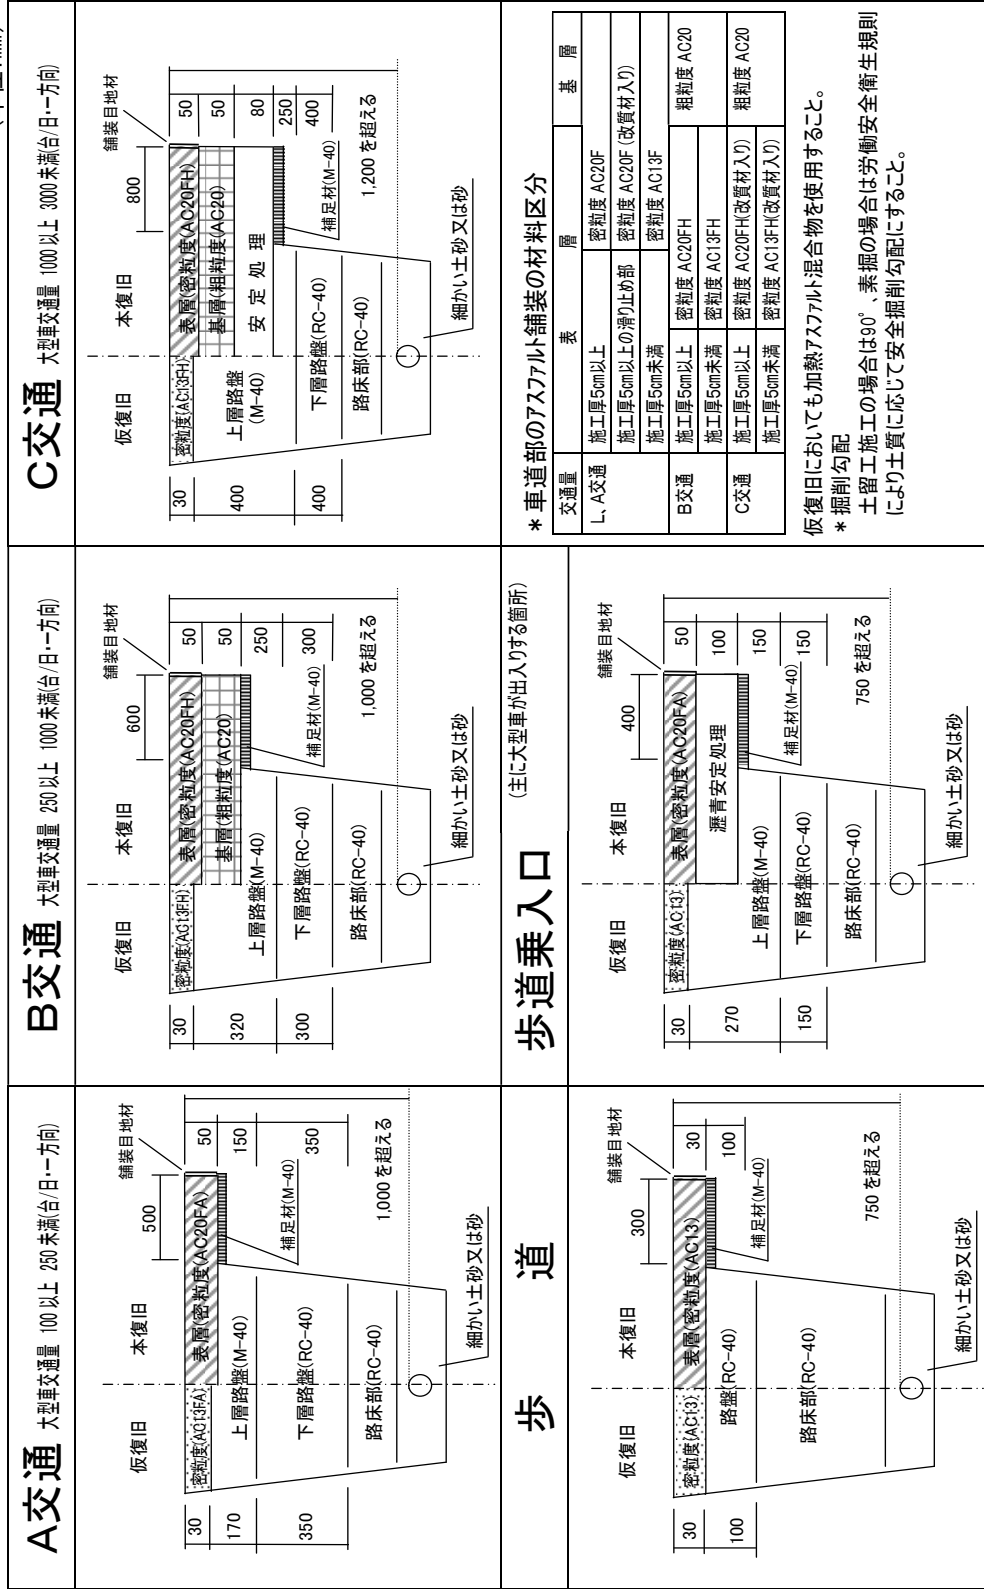 A交通 大型車交通量 100以上 250未満(台/日・一方向)
仮復旧
本復旧
舗装目地材
500
密粒度(AC13FA)
表層(密粒度(AC20FA)
上層路盤(M-40)
下層路盤(RC-40)
路床部(RC-40)
補足材(M-40)
30
170
350
50
150
350
1,000を超える
細かい土砂又は砂
B交通 大型車交通量 250以上 1000未満(台/日・一方向)
仮復旧
本復旧
舗装目地材
600
密粒度(AC13FH)
表層(密粒度(AC20FH)
基層(粗粒度(AC20)
上層路盤(M-40)
下層路盤(RC-40)
路床部(RC-40)
補足材(M-40)
30
320
300
50
50
250
300
1,000を超える
細かい土砂又は砂
C交通 大型車交通量 1000以上 3000未満(台/日・一方向)
仮復旧
本復旧
舗装目地材
800
密粒度(AC13FH)
表層(密粒度(AC20FH)
基層(粗粒度(AC20)
安定処理
上層路盤
(M-40)
下層路盤(RC-40)
路床部(RC-40)
補足材(M-40)
30
400
400
50
50
80
250
400
1,200を超える
細かい土砂又は砂
歩 道
仮復旧
本復旧
舗装目地材
300
密粒度(AC13)
表層(密粒度(AC13)
路盤(RC-40)
路床部(RC-40)
補足材(M-40)
30
100
30
100
750を超える
細かい土砂又は砂
歩道乗入口 (主に大型車が出入りする箇所)
仮復旧
本復旧
舗装目地材
400
密粒度(AC13)
表層(密粒度(AC20FA)
瀝青安定処理
上層路盤(M-40)
下層路盤(RC-40)
路床部(RC-40)
補足材(M-40)
30
270
150
50
100
150
150
750を超える
細かい土砂又は砂
*車道部のアスファルト舗装の材料区分
交通量 表 層 基 層
L、A交通 施工厚5cm以上 密粒度 AC20F
施工厚5cm以上の滑り止め部 密粒度 AC20F (改質材入り)
施工厚5cm未満 密粒度 AC13F
B交通 施工厚5cm以上 密粒度 AC20FH 粗粒度 AC20
施工厚5cm未満 密粒度 AC13FH
C交通 施工厚5cm以上 密粒度 AC20FH(改質材入り) 粗粒度 AC20
施工厚5cm未満 密粒度 AC13FH(改質材入り)
仮復旧においても加熱アスファルト混合物を使用すること。
*掘削勾配
土留工施工の場合は90°、素掘の場合は労働安全衛生規則
により土質に応じて安全掘削勾配にすること。